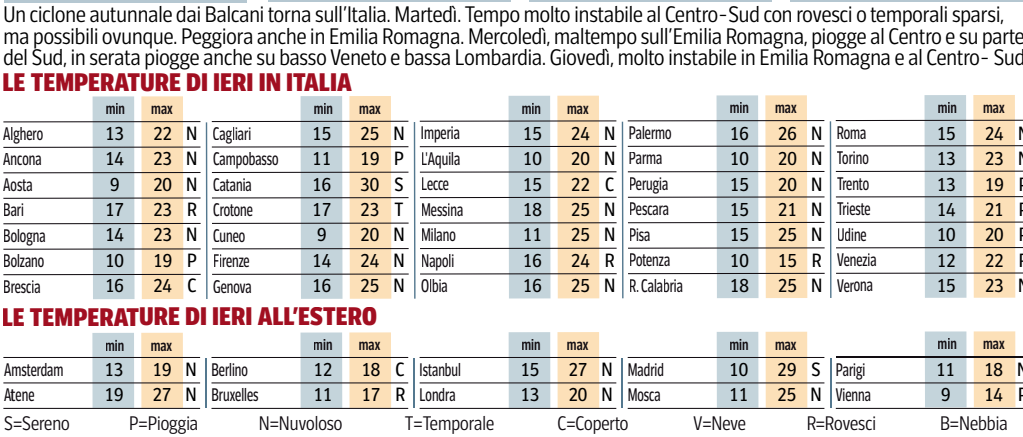 Un ciclone autunnale dai Balcani torna sull'Italia. Martedì. Tempo molto instabile al Centro-Sud con rovesci o temporali sparsi,
ma possibili ovunque. Peggiora anche in Emilia Romagna. Mercoledì, maltempo sull'Emilia Romagna, piogge al Centro e su parte
del Sud, in serata piogge anche su basso Veneto e bassa Lombardia. Giovedì, molto instabile in Emilia Romagna e al Centro- Sud
LE TEMPERATURE DI IERI IN ITALIA
min max min max min max min max min max
Alghero 13 22 N Cagliari 15 25 N Imperia 15 24 N Palermo 16 26 N Roma 15 24 N
Ancona 14 23 N Campobasso 11 19 P L'Aquila 10 20 N Parma 10 20 N Torino 13 23 N
Aosta 9 20 N Catania 16 30 S Lecce 15 22 C Perugia 15 20 N Trento 13 19
Bari 17 23 R Crotone 17 23 T Messina 18 25 N Pescara 15 21 N Trieste 14 21
Bologna 14 23 N Cuneo 9 20 N Milano 11 25 N Pisa 15 25 N Udine 10 20
Bolzano 10 19 P Firenze 14 24 N Napoli 16 24 R Potenza 10 15 R Venezia 12 22
Brescia 16 24 C Genova 16 25 N Olbia 16 25 N R. Calabria 18 25 N Verona 15 23 N
LE TEMPERATURE DI IERI ALL'ESTERO
min max min max min max min max min max
Amsterdam 13 19 N Berlino 12 18 C Istanbul 15 27 N Madrid 10 29 S Parigi 11 18 N
Atene 19 27 N Bruxelles 11 17 R Londra 13 20 N Mosca 11 25 N Vienna 9 14
S=Sereno P=Pioggia N=Nuvoloso T=Temporale C=Coperto V=Neve R=Rovesci B=Nebbia